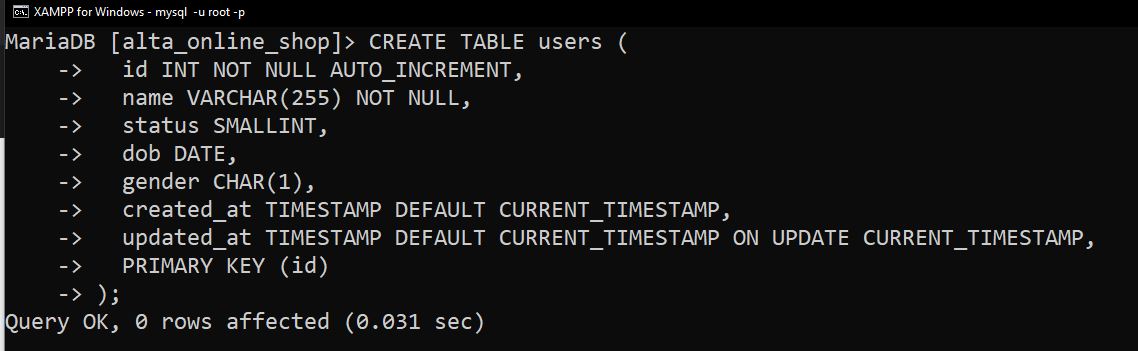 XAMPP for Windows - mysql -u root -p
MariaDB [alta_online_shop]> CREATE TABLE users (
    ->   id INT NOT NULL AUTO_INCREMENT,
    ->   name VARCHAR(255) NOT NULL,
    ->   status SMALLINT,
    ->   dob DATE,
    ->   gender CHAR(1),
    ->   created_at TIMESTAMP DEFAULT CURRENT_TIMESTAMP,
    ->   updated_at TIMESTAMP DEFAULT CURRENT_TIMESTAMP ON UPDATE CURRENT_TIMESTAMP,
    ->   PRIMARY KEY (id)
    -> );
Query OK, 0 rows affected (0.031 sec)